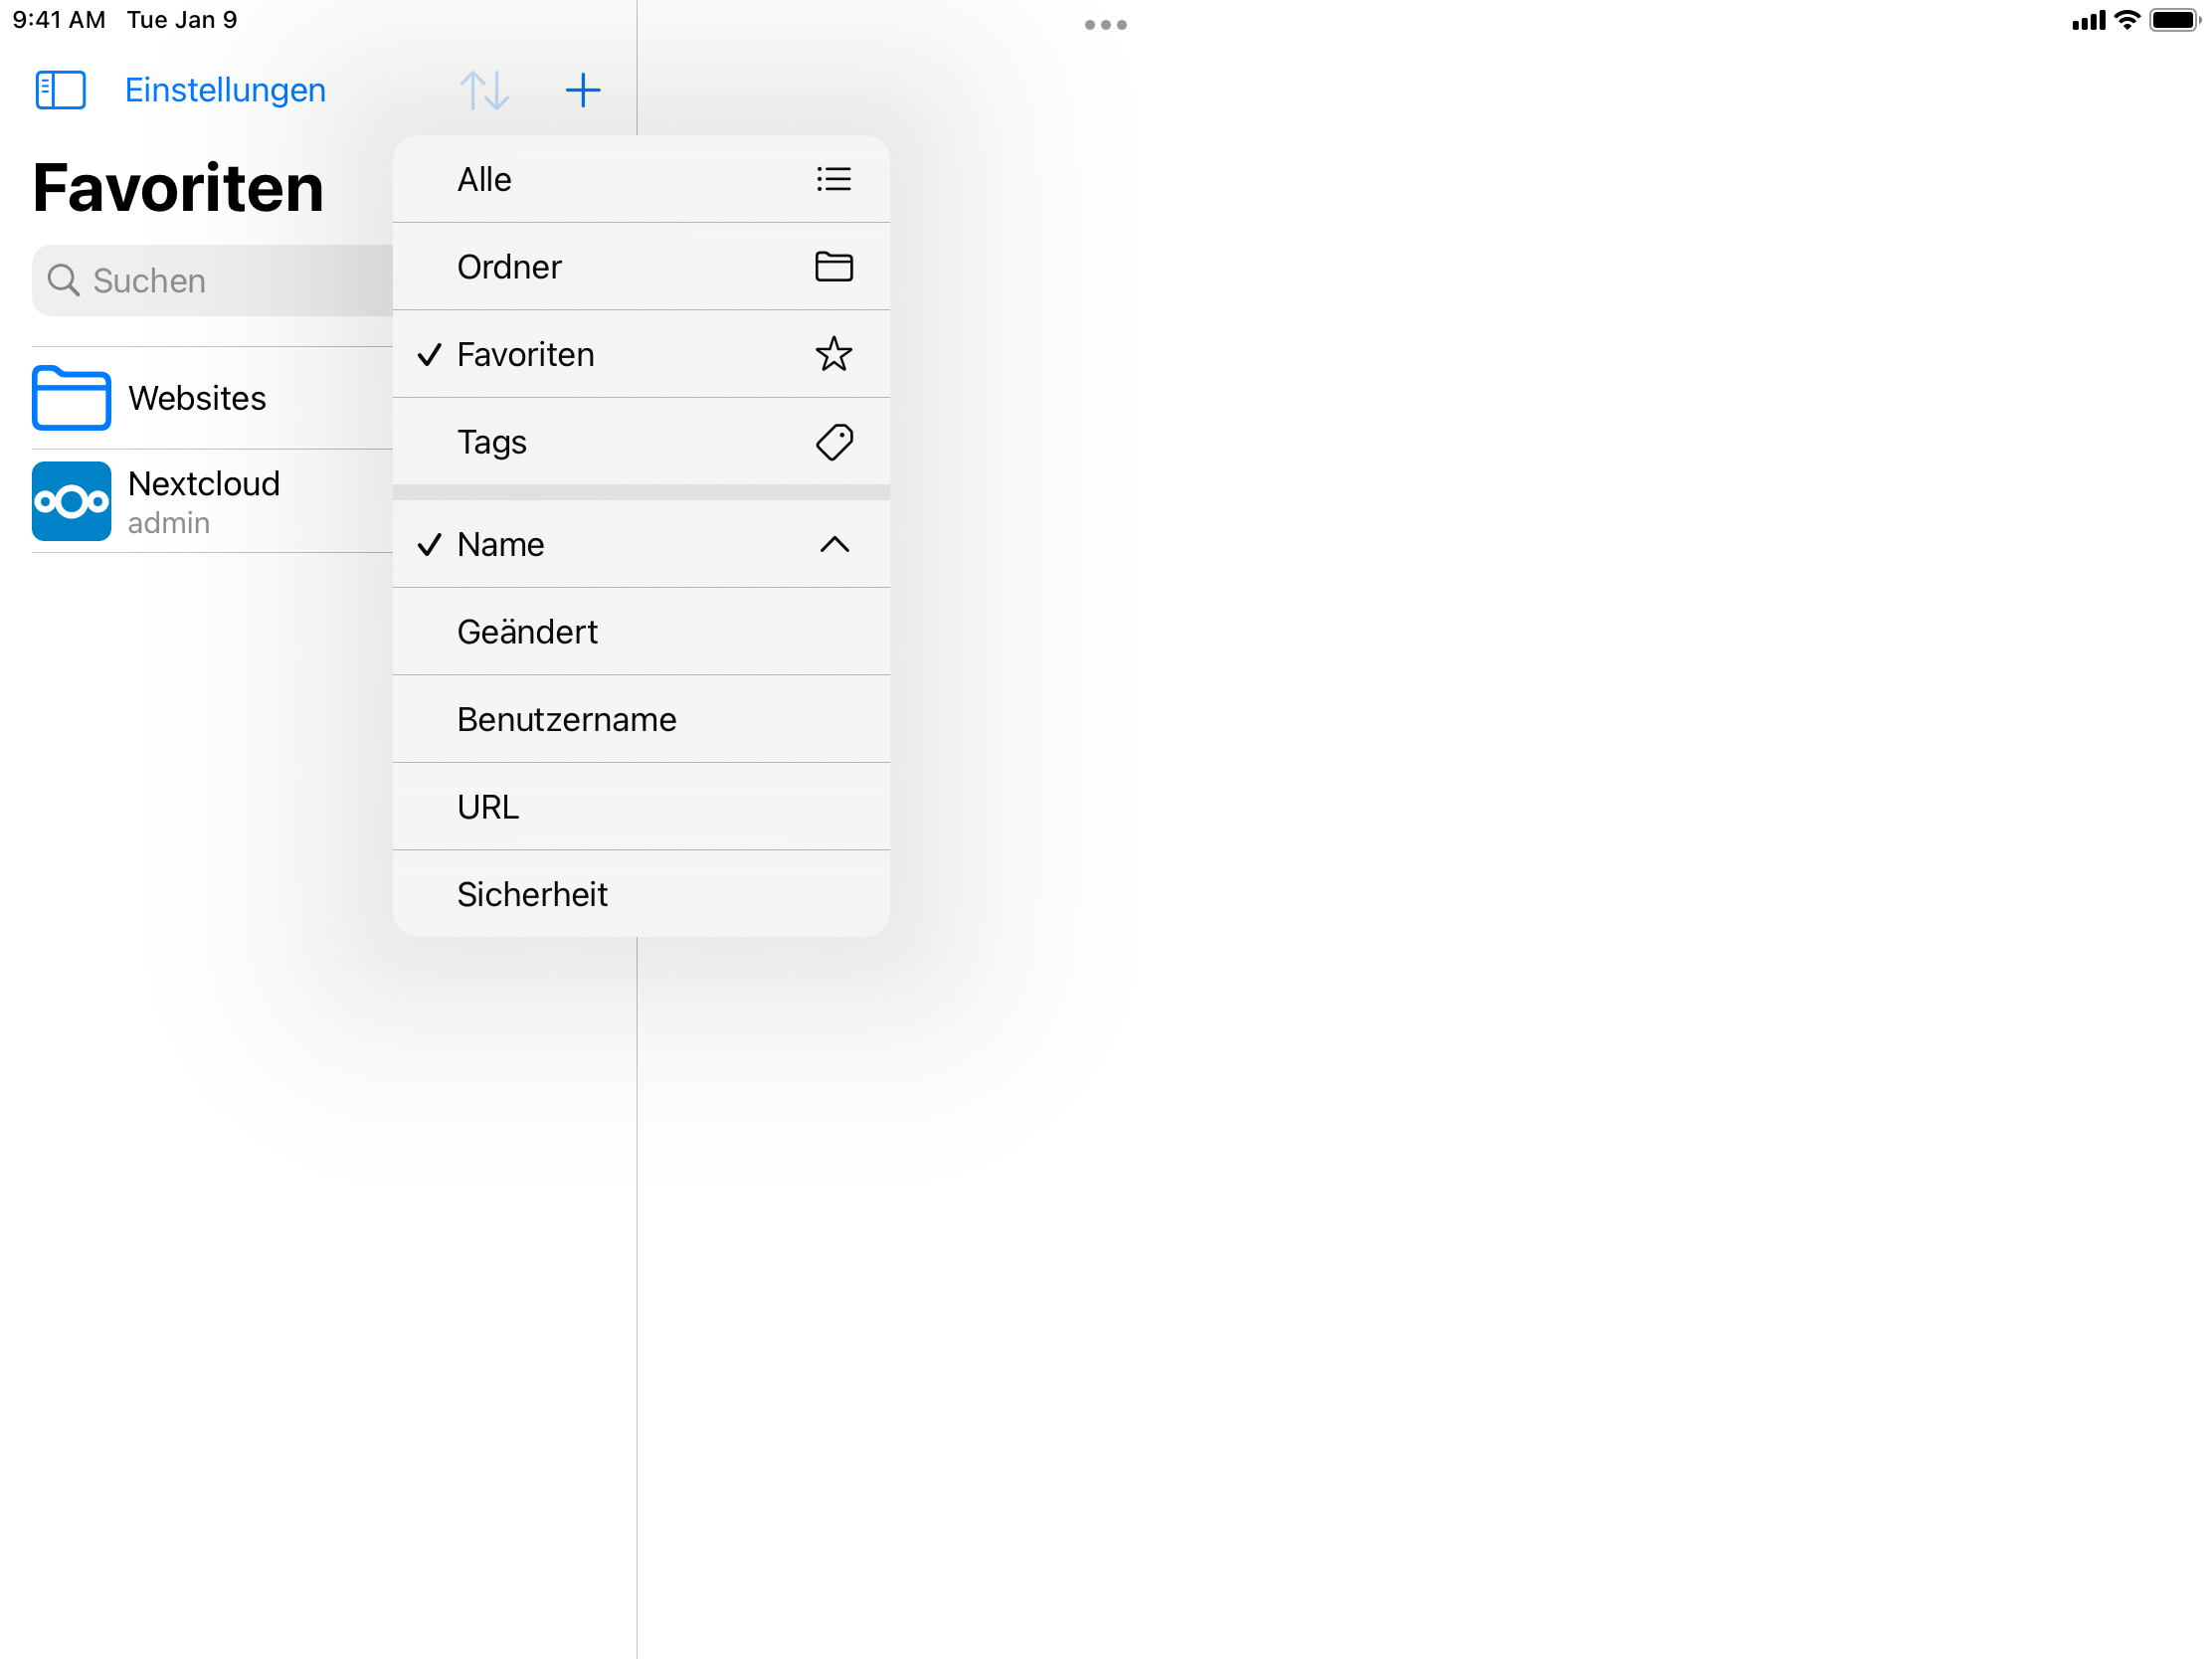 9:41 AM Tue Jan 9
Einstellungen
Favoriten
Suchen
Websites
Nextcloud
admin
Alle
Ordner
Favoriten
Tags
Name
Geändert
Benutzername
URL
Sicherheit